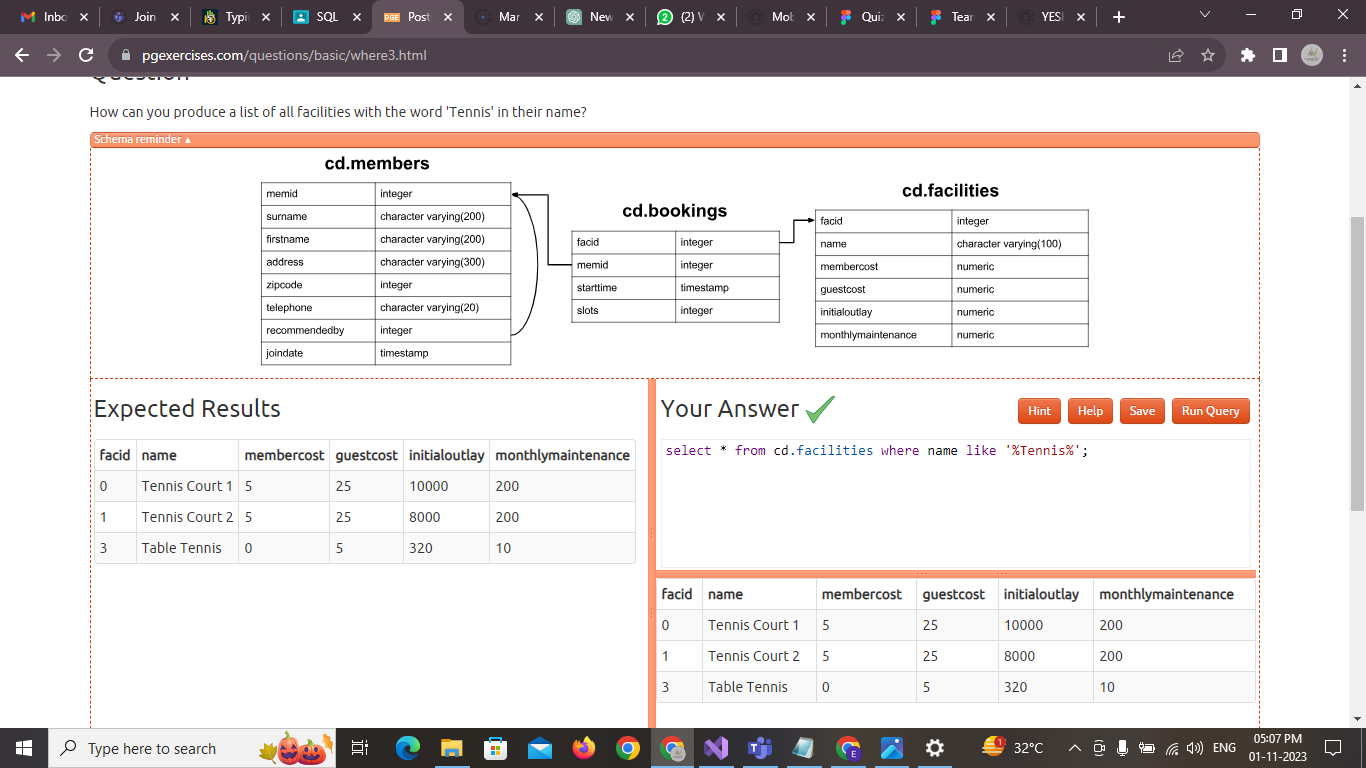 Inbo
Join
Typi
SQL
PGE Post
Mar
New
(2) V
Mob
Quiz
Tear
YES
pgexercises.com/questions/basic/where3.html
Question
How can you produce a list of all facilities with the word 'Tennis' in their name?
Schema reminder ▲
cd.members
memid integer
surname character varying(200)
firstname character varying(200)
address character varying(300)
zipcode integer
telephone character varying(20)
recommendedby integer
joindate timestamp
cd.bookings
facid integer
memid integer
starttime timestamp
slots integer
cd.facilities
facid integer
name character varying(100)
membercost numeric
guestcost numeric
initialoutlay numeric
monthlymaintenance numeric
Expected Results
facid name membercost guestcost initialoutlay monthlymaintenance
0 Tennis Court 1 5 25 10000 200
1 Tennis Court 2 5 25 8000 200
3 Table Tennis 0 5 320 10
Your Answer
Hint Help Save Run Query
select * from cd.facilities where name like '%Tennis%';
facid name membercost guestcost initialoutlay monthlymaintenance
0 Tennis Court 1 5 25 10000 200
1 Tennis Court 2 5 25 8000 200
3 Table Tennis 0 5 320 10
Type here to search
1
32°C
ENG
05:07 PM
01-11-2023